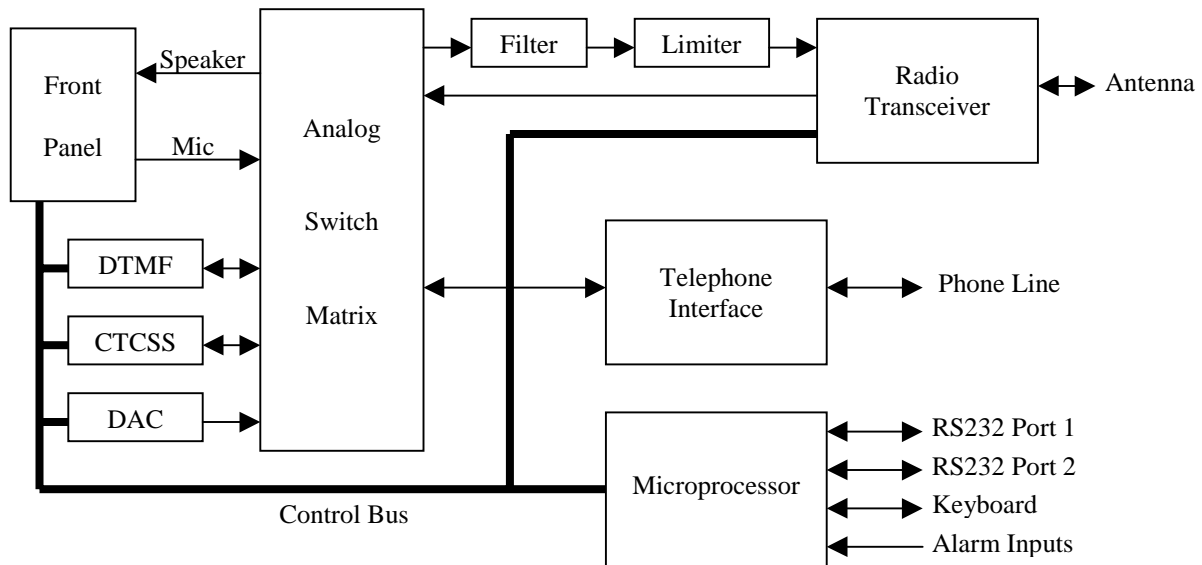 Front
Panel
Speaker
Mic
Analog
Switch
Matrix
Filter
Limiter
Radio
Transceiver
Antenna
DTMF
CTCSS
DAC
Telephone
Interface
Phone Line
Microprocessor
RS232 Port 1
RS232 Port 2
Keyboard
Alarm Inputs
Control Bus